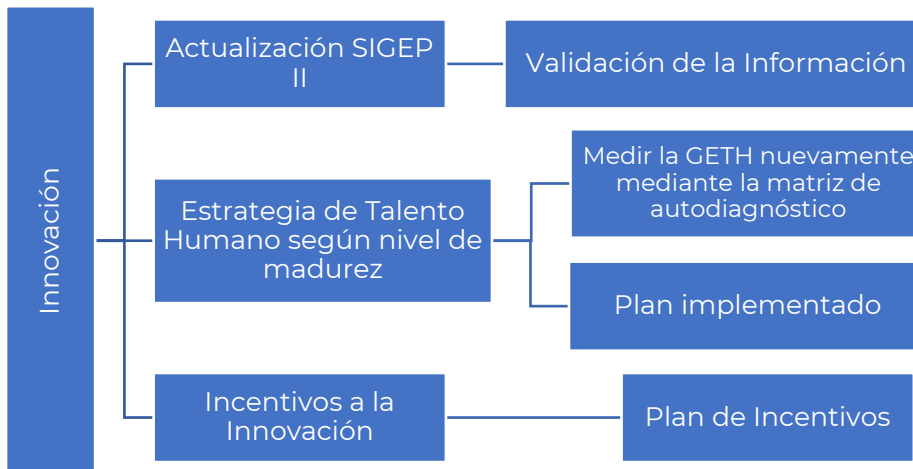 Innovación
Actualización SIGEP
II
Validación de la Información
Estrategia de Talento
Humano según nivel de
madurez
Medir la GETH nuevamente
mediante la matriz de
autodiagnóstico
Plan implementado
Incentivos a la
Innovación
Plan de Incentivos